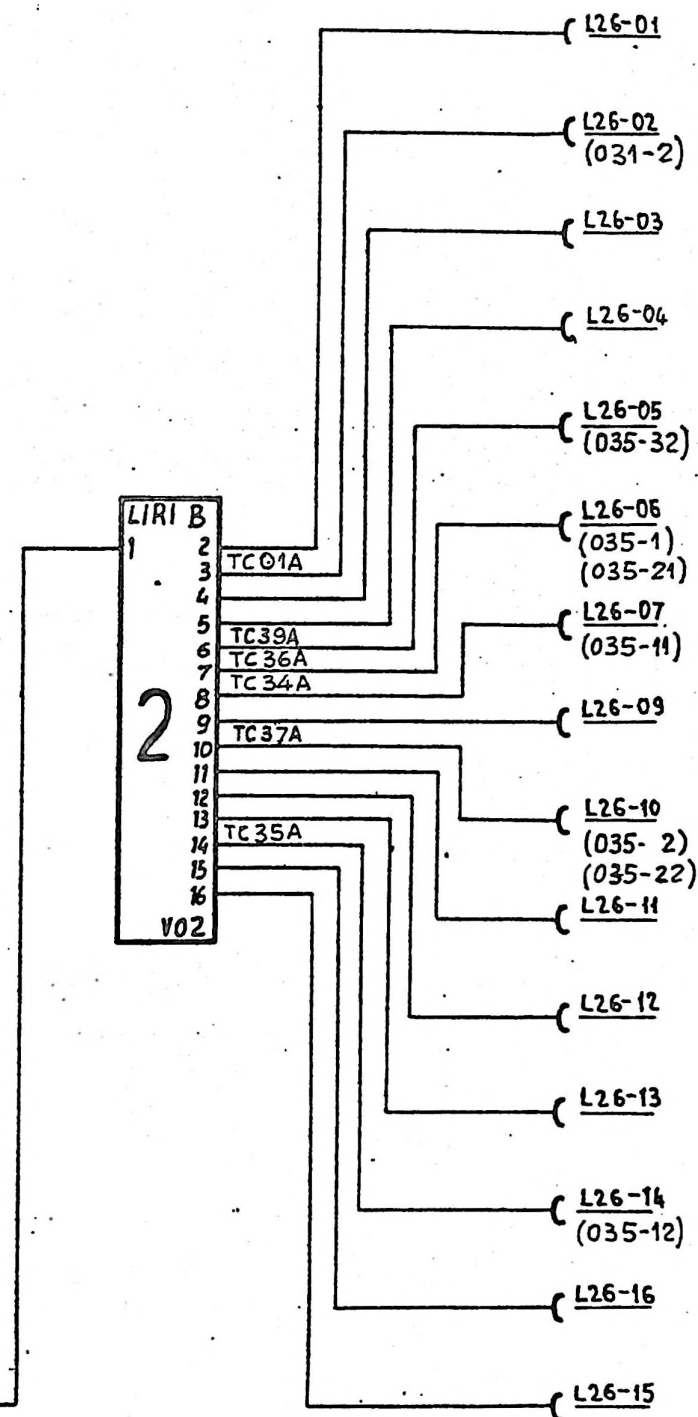 L26-01
L26-02
(031-2)
L26-03
L26-04
L26-05
(035-32)
L26-06
(035-1)
(035-21)
L26-07
(035-11)
L26-09
L26-10
(035- 2)
(035-22)
L26-11
L26-12
L26-13
L26-14
(035-12)
L26-16
L26-15
LIRI B
1 2
TC01A
3
4
5
TC39A
6
TC36A
7
TC34A
8
2
9
TC37A
10
11
12
13
TC35A
14
15
16
V02